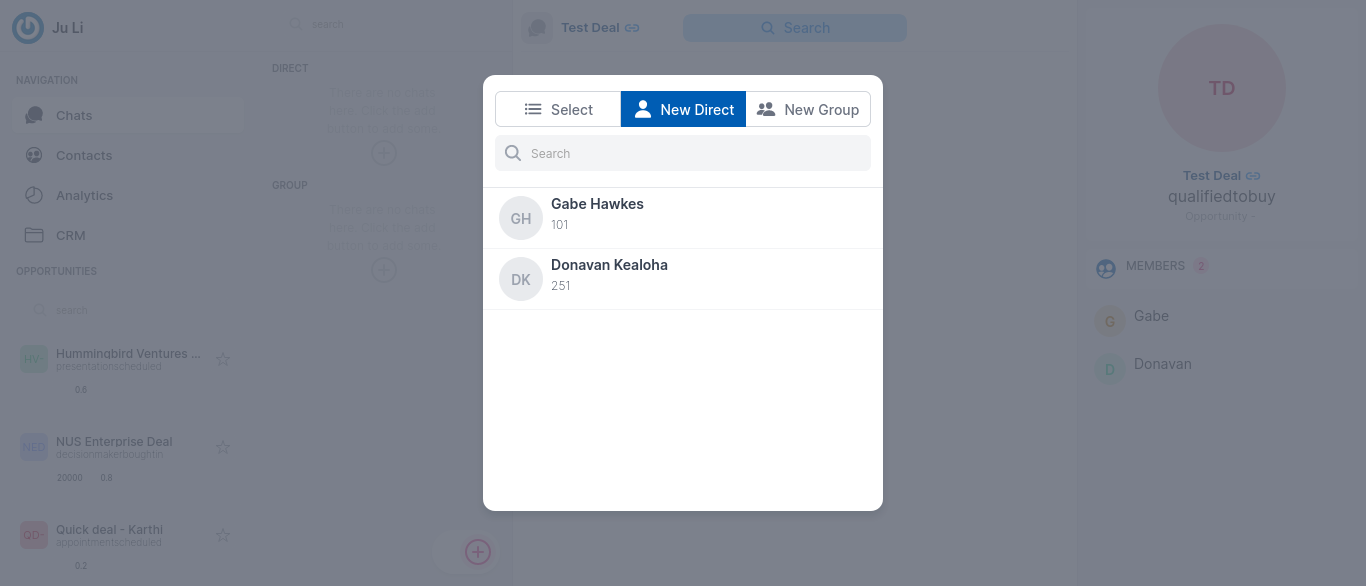 Ju Li
NAVIGATION
Chats
Contacts
Analytics
CRM
OPPORTUNITIES
search
HV-
Hummingbird Ventures ...
presentationscheduled
0.6
NED
NUS Enterprise Deal
decisionmakerboughtin
20000 0.8
QD-
Quick deal - Karthi
appointmentscheduled
0.2
search
DIRECT
There are no chats
here. Click the add
button to add some.
GROUP
There are no chats
here. Click the add
button to add some.
Test Deal
Search
Select
New Direct
New Group
Search
GH
Gabe Hawkes
101
DK
Donavan Kealoha
251
TD
Test Deal
qualifiedtobuy
Opportunity -
MEMBERS 2
G
Gabe
D
Donavan